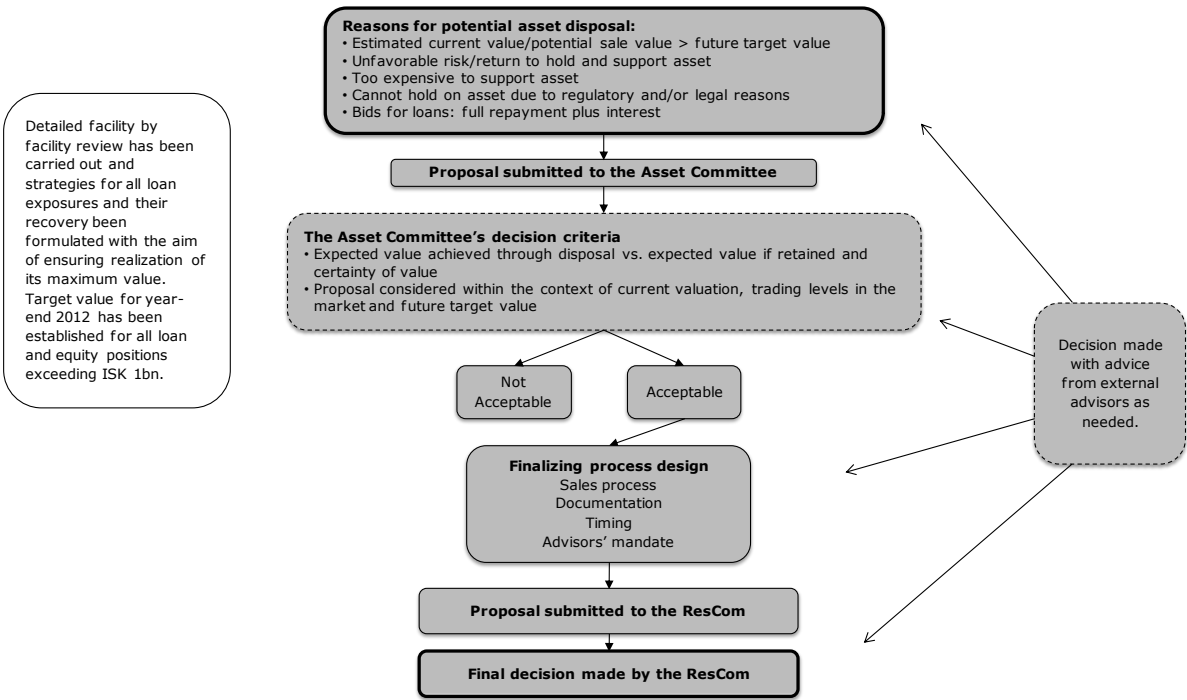 Reasons for potential asset disposal:
• Estimated current value/potential sale value > future target value
• Unfavorable risk/return to hold and support asset
• Too expensive to support asset
• Cannot hold on asset due to regulatory and/or legal reasons
• Bids for loans: full repayment plus interest
Detailed facility by
facility review has been
carried out and
strategies for all loan
exposures and their
recovery been
formulated with the aim
of ensuring realization of
its maximum value.
Target value for year-
end 2012 has been
established for all loan
and equity positions
exceeding ISK 1bn.
Proposal submitted to the Asset Committee
The Asset Committee's decision criteria
• Expected value achieved through disposal vs. expected value if retained and
certainty of value
• Proposal considered within the context of current valuation, trading levels in the
market and future target value
Decision made
with advice
from external
advisors as
needed.
Not
Acceptable
Acceptable
Finalizing process design
Sales process
Documentation
Timing
Advisors' mandate
Proposal submitted to the ResCom
Final decision made by the ResCom